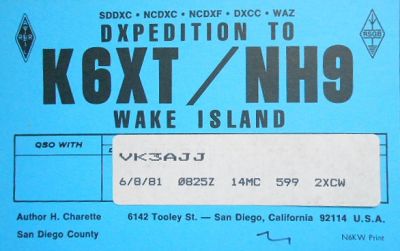 SDDXC • NCDXC • NCDXF • DXCC • WAZ
DXPEDITION TO
K6XT/NH9
WAKE ISLAND
RSGB
QSO WITH
VK3AJJ
6/8/81 0825Z 14MC 599 2XCW
Author H. Charette 6142 Tooley St. — San Diego, California 92114 U.S.A.
San Diego County
N6KW Print